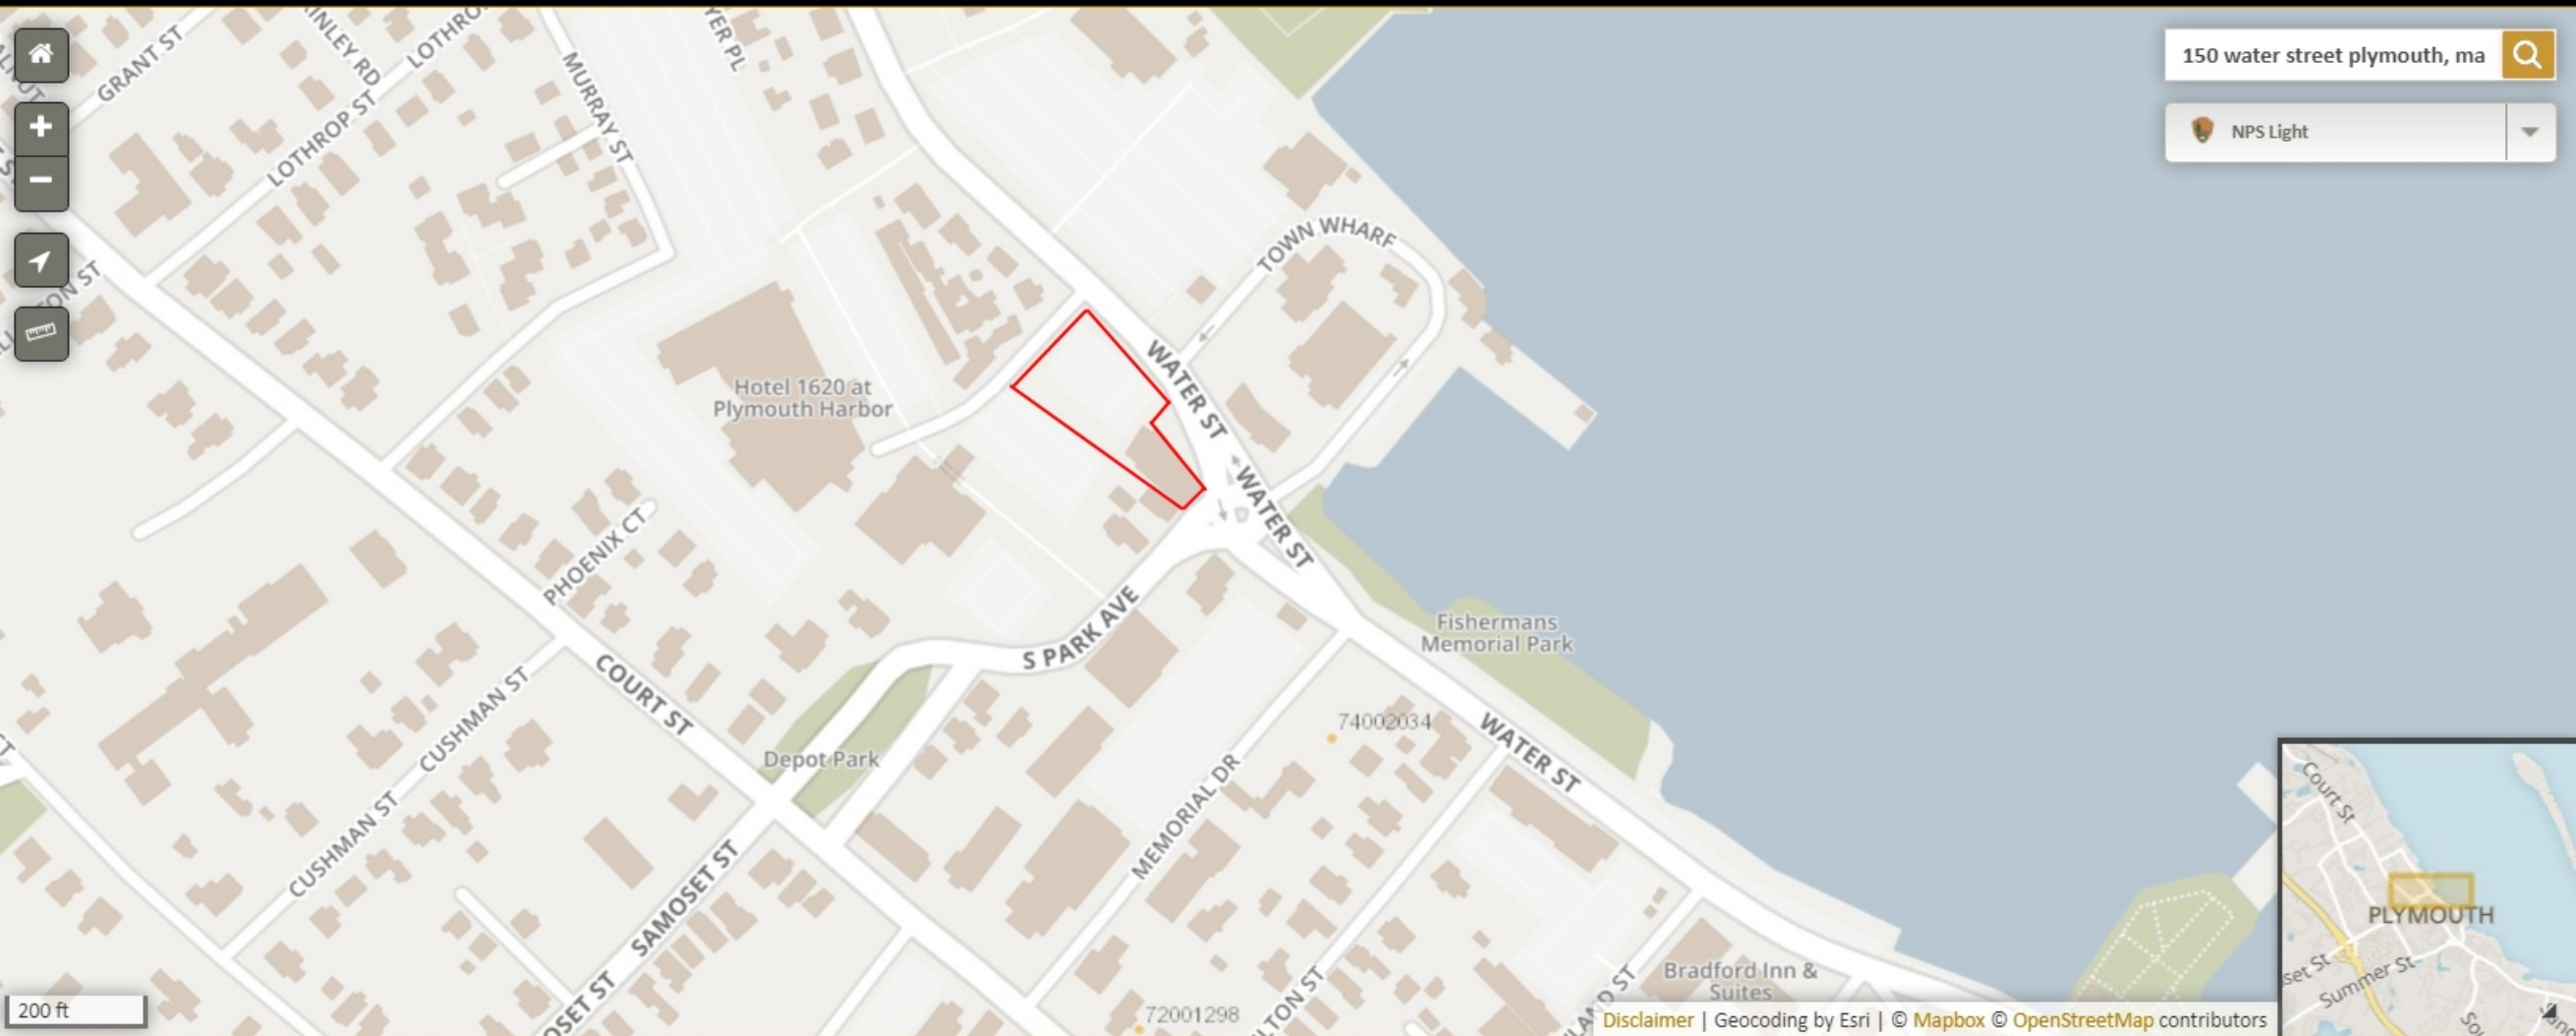 150 water street plymouth, ma
NPS Light
GRANT ST
LOTHROP ST
MURRAY ST
TOWN WHARF
WATER ST
Hotel 1620 at
Plymouth Harbor
WATER ST
PHOENIX CT
S PARK AVE
Fishermans
Memorial Park
COURT ST
CUSHMAN ST
74002034
WATER ST
Depot Park
MEMORIAL DR
CUSHMAN ST
SAMOSET ST
Bradford Inn &
Suites
72001298
200 ft
Disclaimer | Geocoding by Esri | © Mapbox © OpenStreetMap contributors
Court St
PLYMOUTH
Summer St